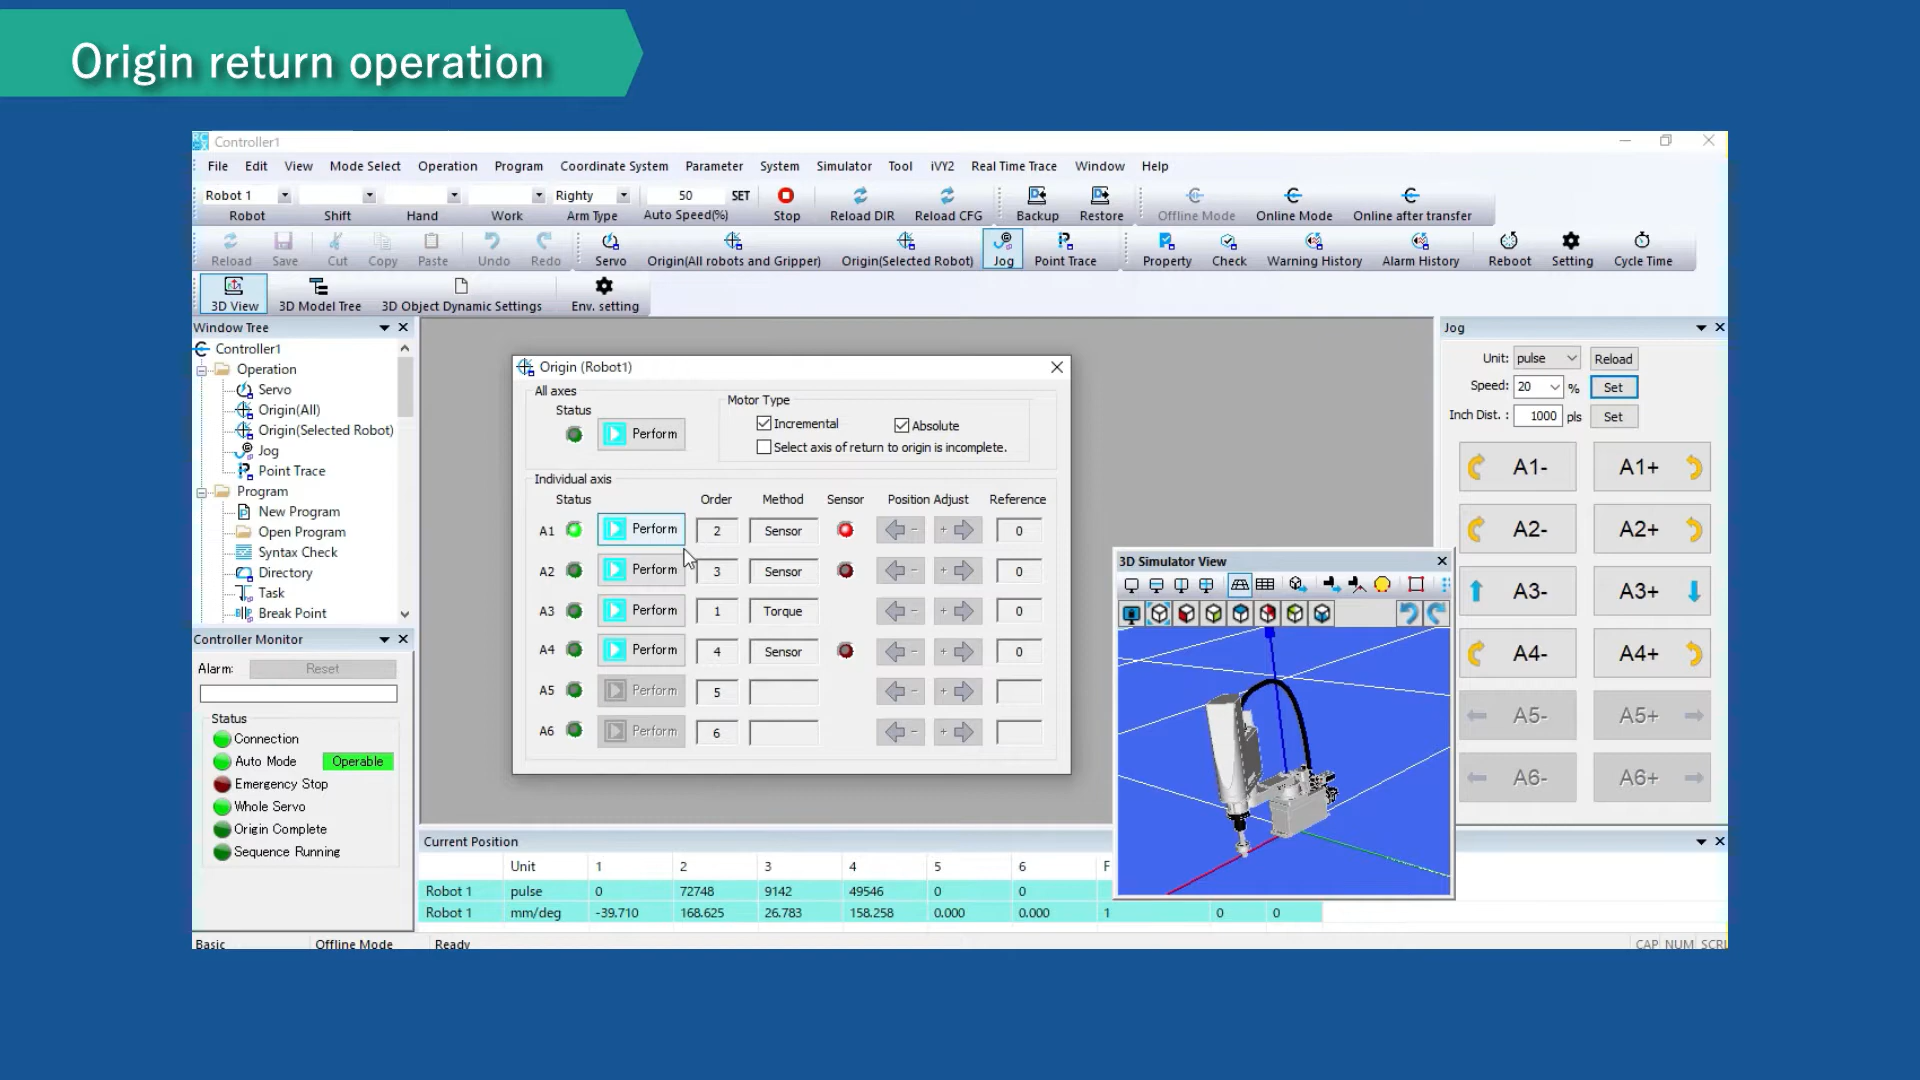 Origin return operation
Controller1
File Edit View Mode Select Operation Program Coordinate System Parameter System Simulator Tool iVY2 Real Time Trace Window Help
Robot 1 Righty 50 SET
Robot Shift Hand Work Arm Type Auto Speed(%) Stop Reload DIR Reload CFG Backup Restore Offline Mode Online Mode Online after transfer
Reload Save Cut Copy Paste Undo Redo Servo Origin(All robots and Gripper) Origin(Selected Robot) Jog Point Trace Property Check Warning History Alarm History Reboot Setting Cycle Time
3D View 3D Model Tree 3D Object Dynamic Settings Env. setting
Window Tree
Controller1
Operation
Servo
Origin(All)
Origin(Selected Robot)
Jog
Point Trace
Program
New Program
Open Program
Syntax Check
Directory
Task
Break Point
Controller Monitor
Alarm: Reset
Status
Connection
Auto Mode Operable
Emergency Stop
Whole Servo
Origin Complete
Sequence Running
Origin (Robot1)
All axes
Status
Perform
Motor Type
Incremental Absolute
Select axis of return to origin is incomplete.
Individual axis
Status Order Method Sensor Position Adjust Reference
A1 Perform 2 Sensor - + 0
A2 Perform 3 Sensor - + 0
A3 Perform 1 Torque - + 0
A4 Perform 4 Sensor - + 0
A5 Perform 5 - +
A6 Perform 6 - +
Jog
Unit: pulse Reload
Speed: 20 % Set
Inch Dist. : 1000 pls Set
A1- A1+
A2- A2+
A3- A3+
A4- A4+
A5- A5+
A6- A6+
3D Simulator View
Current Position
Unit 1 2 3 4 5 6 F
Robot 1 pulse 0 72748 9142 49546 0 0
Robot 1 mm/deg -39.710 168.625 26.783 158.258 0.000 0.000 1 0 0
Basic Offline Mode Ready CAP NUM SCRL